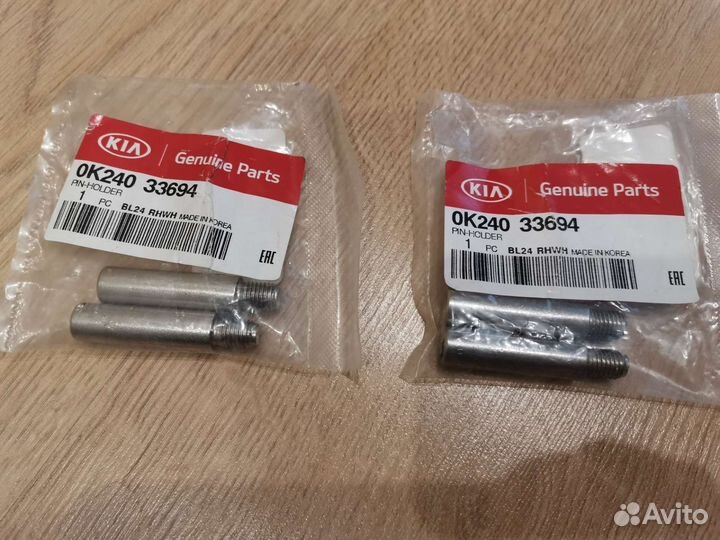 KIA Genuine Parts
0K240 33694
PIN-HOLDER
1 PC BL24 RHWH MADE IN KOREA
EAC
KIA Genuine Parts
0K240 33694
PIN-HOLDER
1 PC BL24 RHWH MADE IN KOREA
EAC
Avito